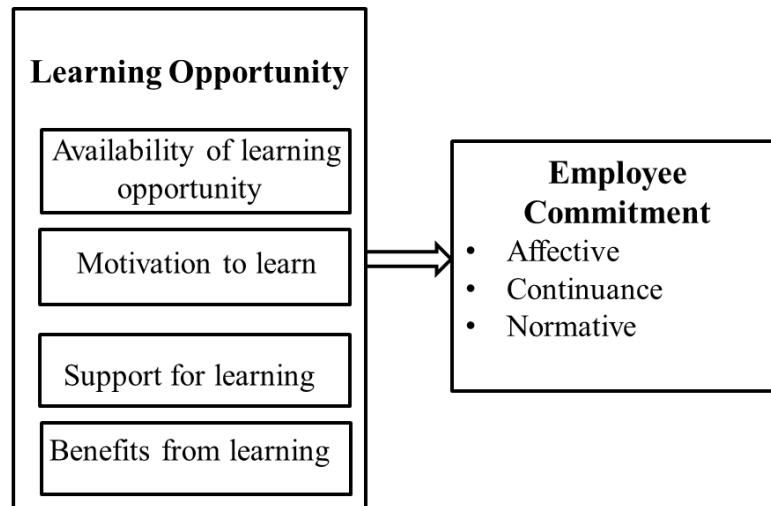 Learning Opportunity
Availability of learning
opportunity
Motivation to learn
Support for learning
Benefits from learning
Employee
Commitment
• Affective
• Continuance
• Normative